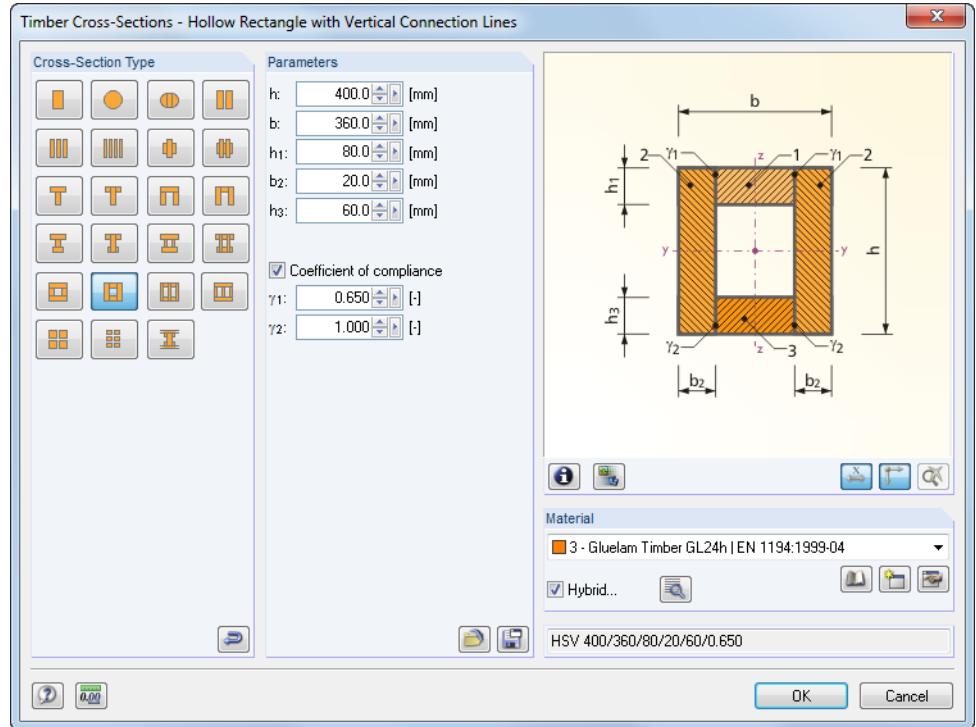 Timber Cross-Sections - Hollow Rectangle with Vertical Connection Lines
Cross-Section Type
Parameters
h: 400.0 [mm]
b: 360.0 [mm]
h1: 80.0 [mm]
b2: 20.0 [mm]
h3: 60.0 [mm]
Coefficient of compliance
γ1: 0.650 [-]
γ2: 1.000 [-]
b
2 γ1 z 1 γ1 2
h1
y y h
h3
γ2 z 3 γ2
b2 b2
x
Material
3 - Gluelam Timber GL24h | EN 1194:1999-04
Hybrid...
HSV 400/360/80/20/60/0.650
0.00
OK Cancel